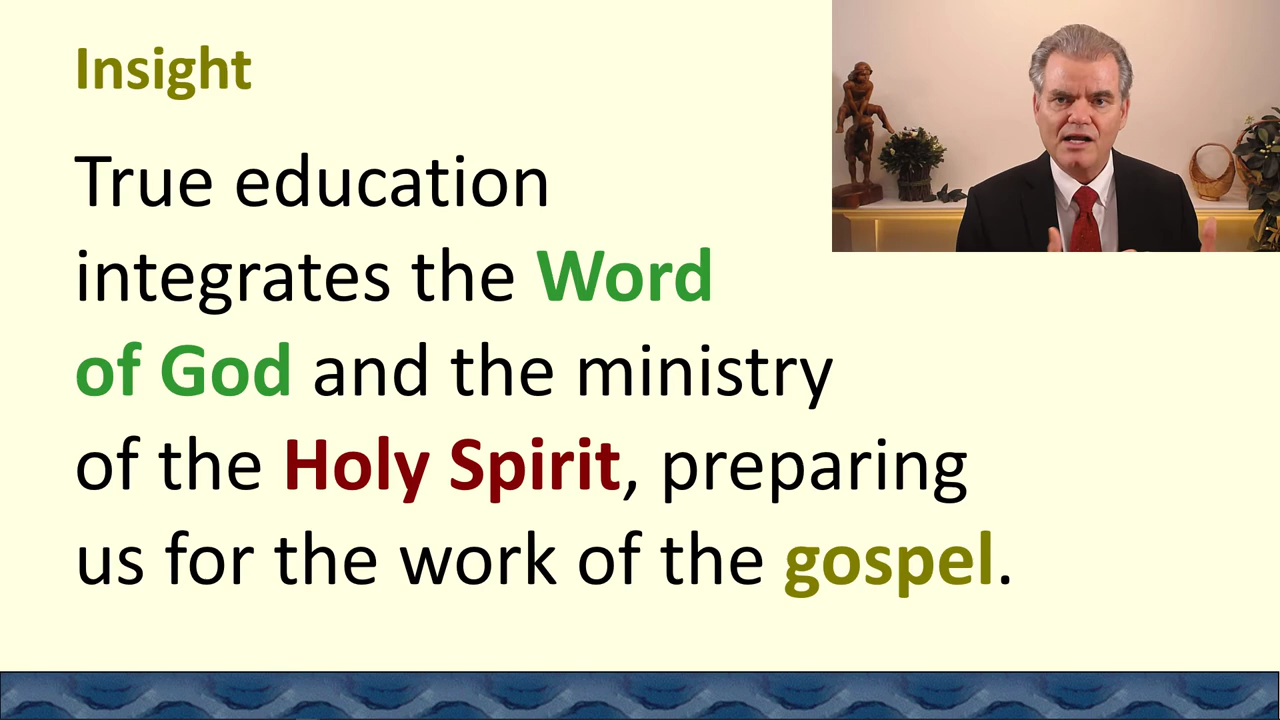 Insight
True education
integrates the Word
of God and the ministry
of the Holy Spirit, preparing
us for the work of the gospel.